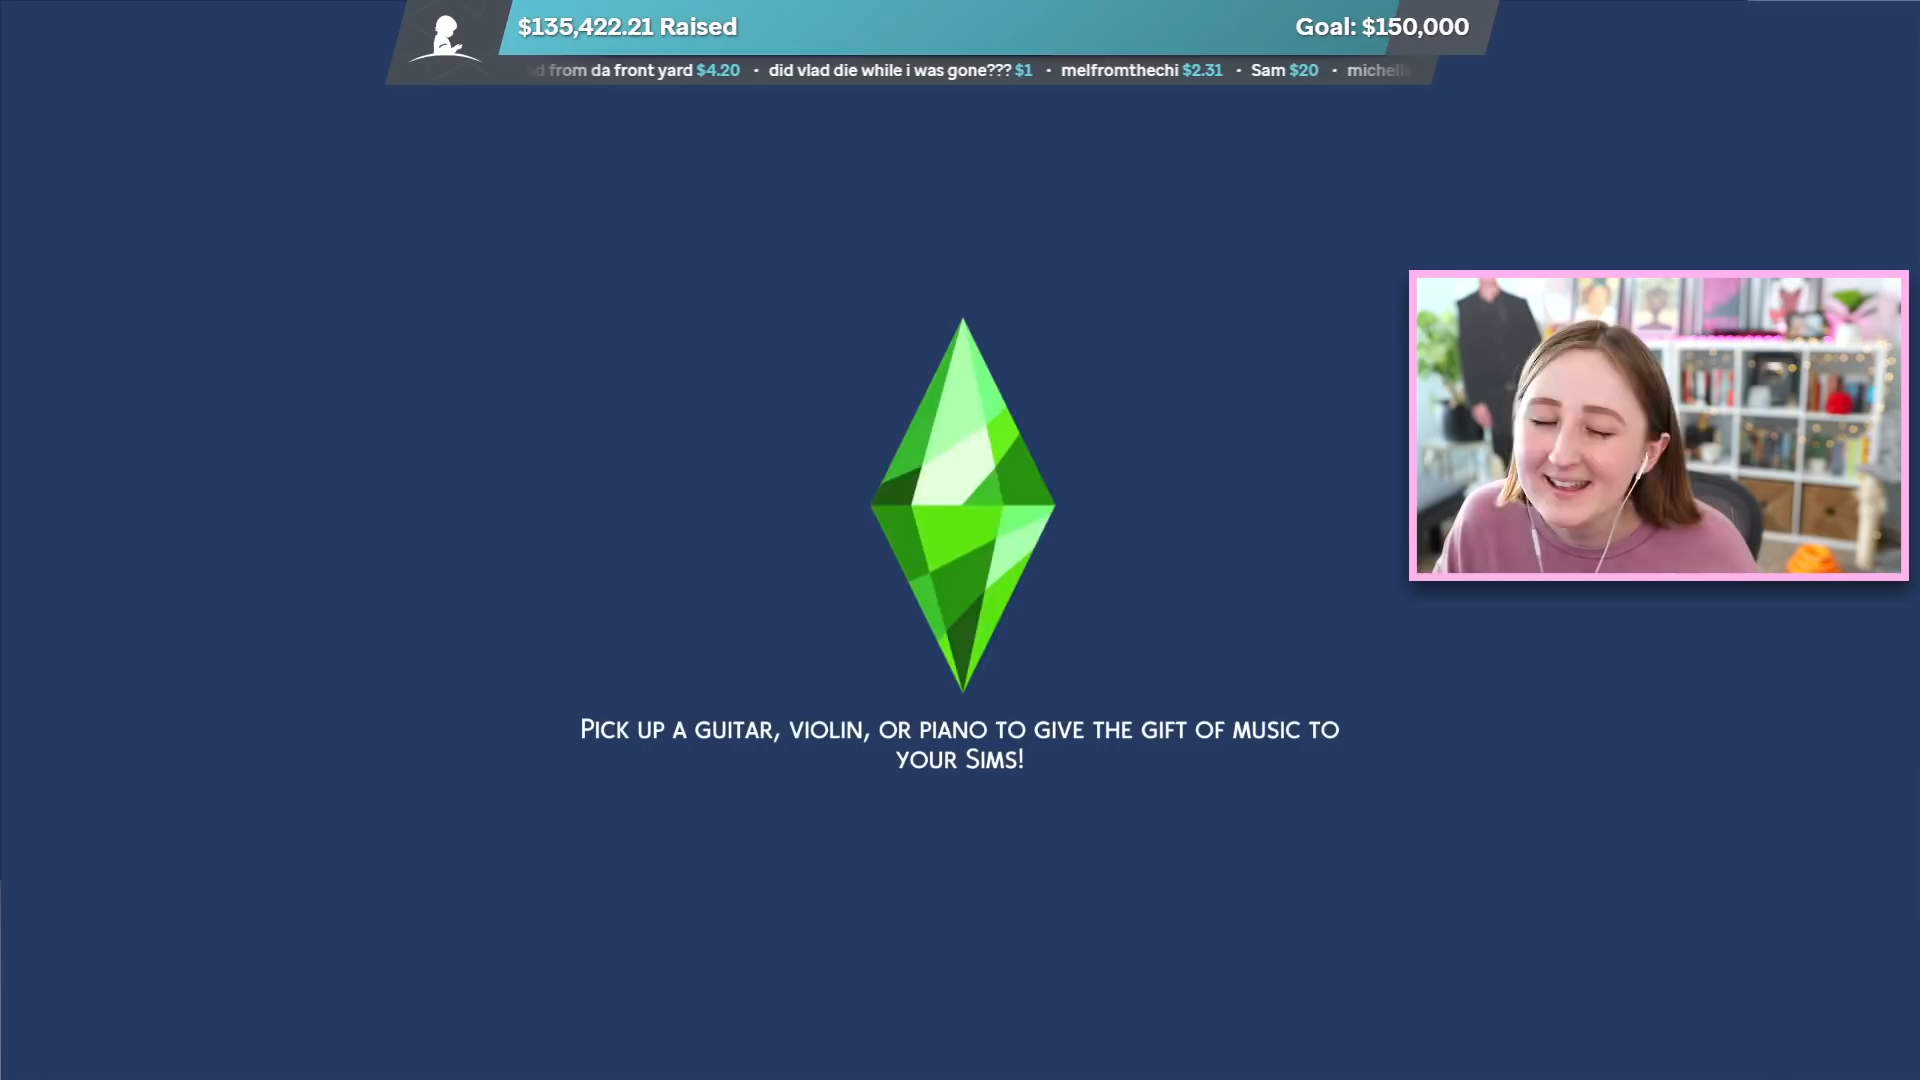 $135,422.21 Raised
Goal: $150,000
from da front yard $4.20 · did vlad die while i was gone??? $1 · melfromthechi $2.31 · Sam $20 · michelle
PICK UP A GUITAR, VIOLIN, OR PIANO TO GIVE THE GIFT OF MUSIC TO
YOUR SIMS!